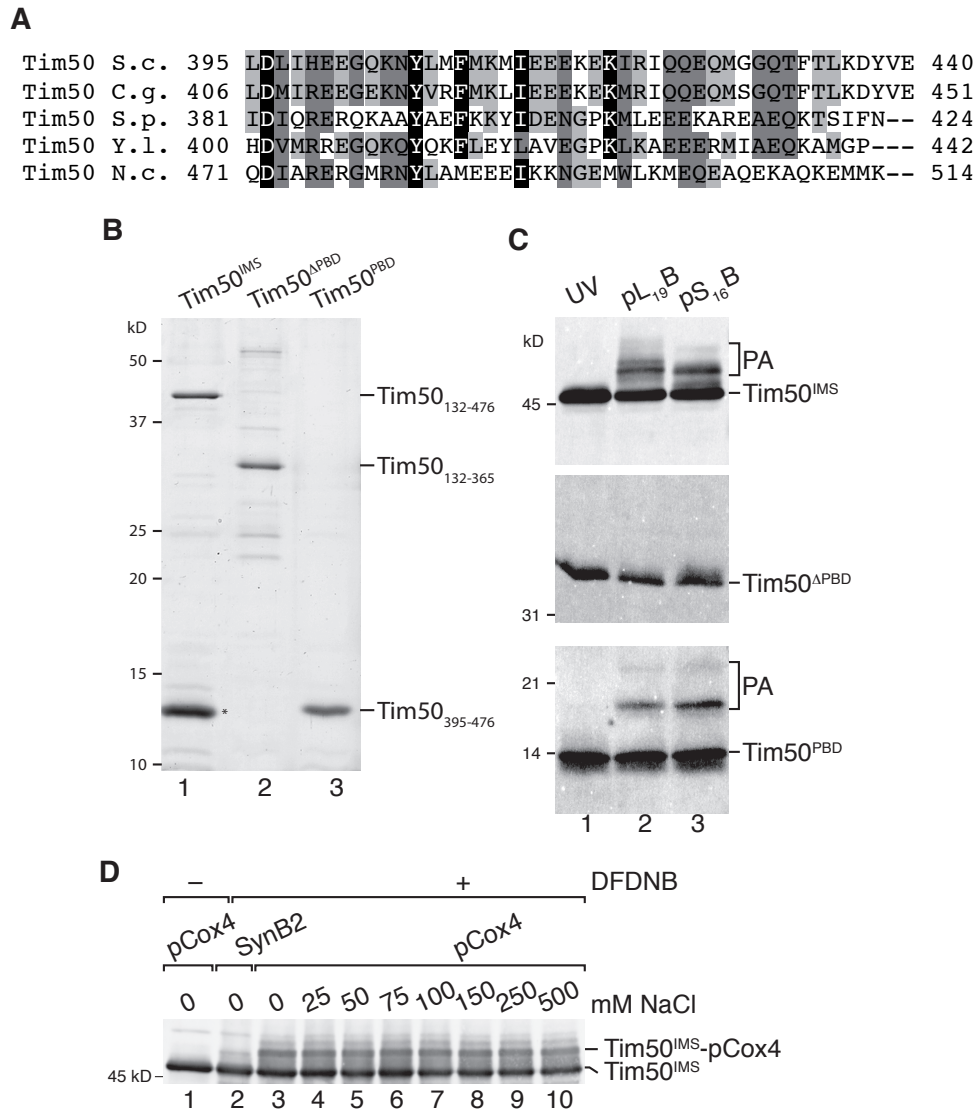 A
Tim50 S.c. 395 LDLIHEEGQKNYLMFMKMIEEEKEKIRIQQEQMGGQTFTLKDYVE 440
Tim50 C.g. 406 LDMIREEGEKNYVRFMKLIEEEKEKMRIQQEQMSGQTFTLKDYVE 451
Tim50 S.p. 381 IDIQRERQKAAYAEFKKYIDENGPKMLEEEKAREAEQKTSIFN-- 424
Tim50 Y.l. 400 HDVMRREGQKQYQKFLEYLAVEGPKLKAEEERMIAEQKAMGP--- 442
Tim50 N.c. 471 QDIARERGMRNYLAMEEEIKKNGEMWLKMEQEAQEKAQKEMMK-- 514
B
Tim50IMS Tim50ΔPBD Tim50PBD
kD
50
37
25
20
15
10
Tim50132-476
Tim50132-365
*
Tim50395-476
1 2 3
C
UV pL19B pS16B
kD
PA
Tim50IMS
45
Tim50ΔPBD
31
21
PA
14
Tim50PBD
1 2 3
D
– + DFDNB
pCox4 SynB2 pCox4
0 0 0 25 50 75 100 150 250 500 mM NaCl
Tim50IMS-pCox4
Tim50IMS
45 kD
1 2 3 4 5 6 7 8 9 10